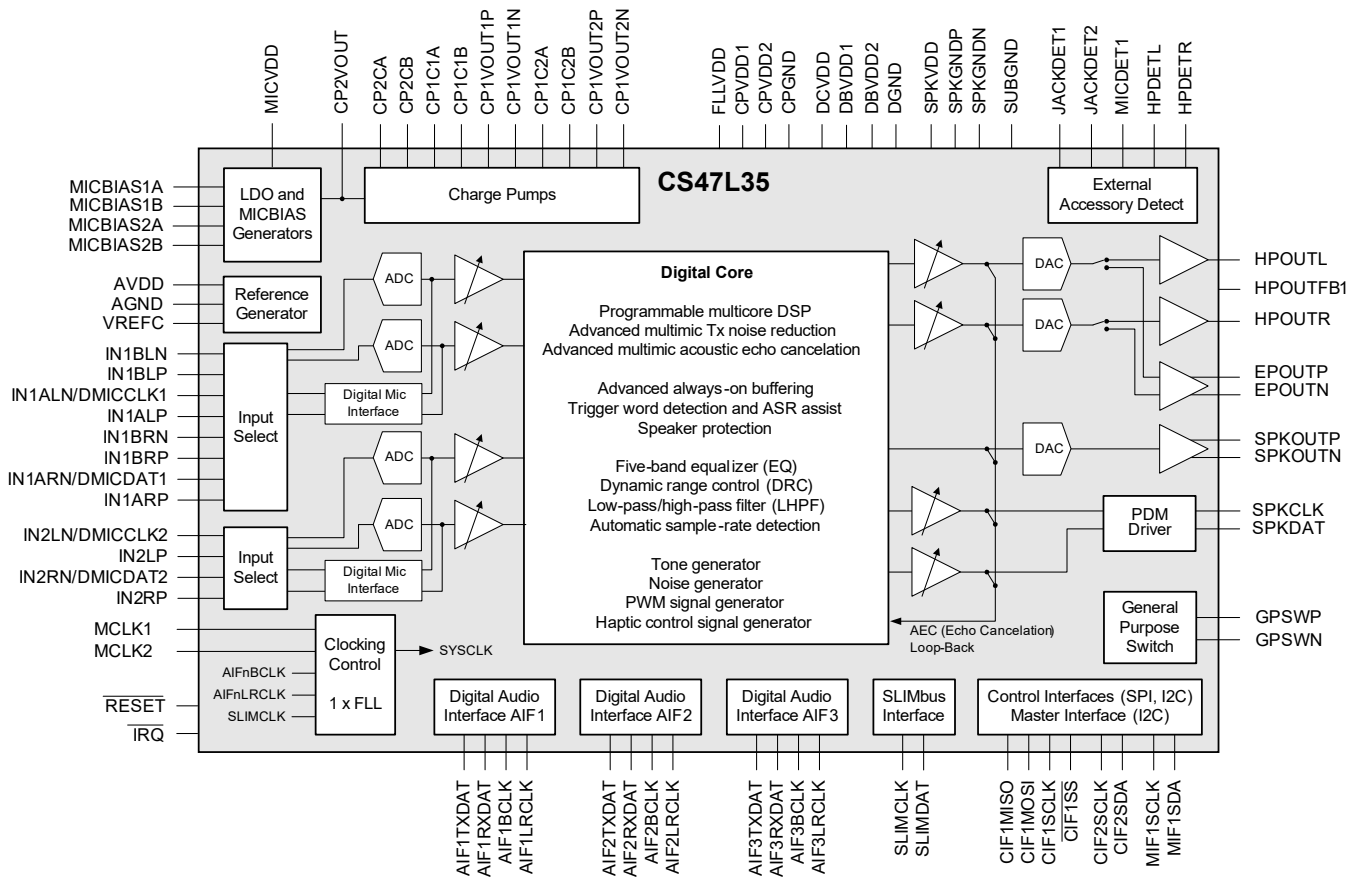 MICVDD
CP2VOUT
CP2CA
CP2CB
CP1C1A
CP1C1B
CP1VOUT1P
CP1VOUT1N
CP1C2A
CP1C2B
CP1VOUT2P
CP1VOUT2N
FLLVDD
CPVDD1
CPVDD2
CPGND
DCVDD
DBVDD1
DBVDD2
DGND
SPKVDD
SPKGNDP
SPKGNDN
SUBGND
JACKDET1
JACKDET2
MICDET1
HPDETL
HPDETR
CS47L35
MICBIAS1A
MICBIAS1B
MICBIAS2A
MICBIAS2B
LDO and
MICBIAS
Generators
Charge Pumps
External
Accessory Detect
AVDD
AGND
VREFC
Reference
Generator
IN1BLN
IN1BLP
IN1ALN/DMICCLK1
IN1ALP
IN1BRN
IN1BRP
IN1ARN/DMICDAT1
IN1ARP
Input
Select
IN2LN/DMICCLK2
IN2LP
IN2RN/DMICDAT2
IN2RP
Input
Select
ADC
ADC
Digital Mic
Interface
ADC
ADC
Digital Mic
Interface
MCLK1
MCLK2
AIFnBCLK
AIFnLRCLK
SLIMCLK
Clocking
Control
1 x FLL
SYSCLK
RESET
IRQ
Digital Core
Programmable multicore DSP
Advanced multimic Tx noise reduction
Advanced multimic acoustic echo cancelation
Advanced always-on buffering
Trigger word detection and ASR assist
Speaker protection
Five-band equalizer (EQ)
Dynamic range control (DRC)
Low-pass/high-pass filter (LHPF)
Automatic sample-rate detection
Tone generator
Noise generator
PWM signal generator
Haptic control signal generator
AEC (Echo Cancelation)
Loop-Back
DAC
DAC
DAC
PDM
Driver
General
Purpose
Switch
HPOUTL
HPOUTFB1
HPOUTR
EPOUTP
EPOUTN
SPKOUTP
SPKOUTN
SPKCLK
SPKDAT
GPSWP
GPSWN
Digital Audio
Interface AIF1
Digital Audio
Interface AIF2
Digital Audio
Interface AIF3
SLIMbus
Interface
Control Interfaces (SPI, I2C)
Master Interface (I2C)
AIF1TXDAT
AIF1RXDAT
AIF1BCLK
AIF1LRCLK
AIF2TXDAT
AIF2RXDAT
AIF2BCLK
AIF2LRCLK
AIF3TXDAT
AIF3RXDAT
AIF3BCLK
AIF3LRCLK
SLIMCLK
SLIMDAT
CIF1MISO
CIF1MOSI
CIF1SCLK
CIF1SS
CIF2SCLK
CIF2SDA
MIF1SCLK
MIF1SDA